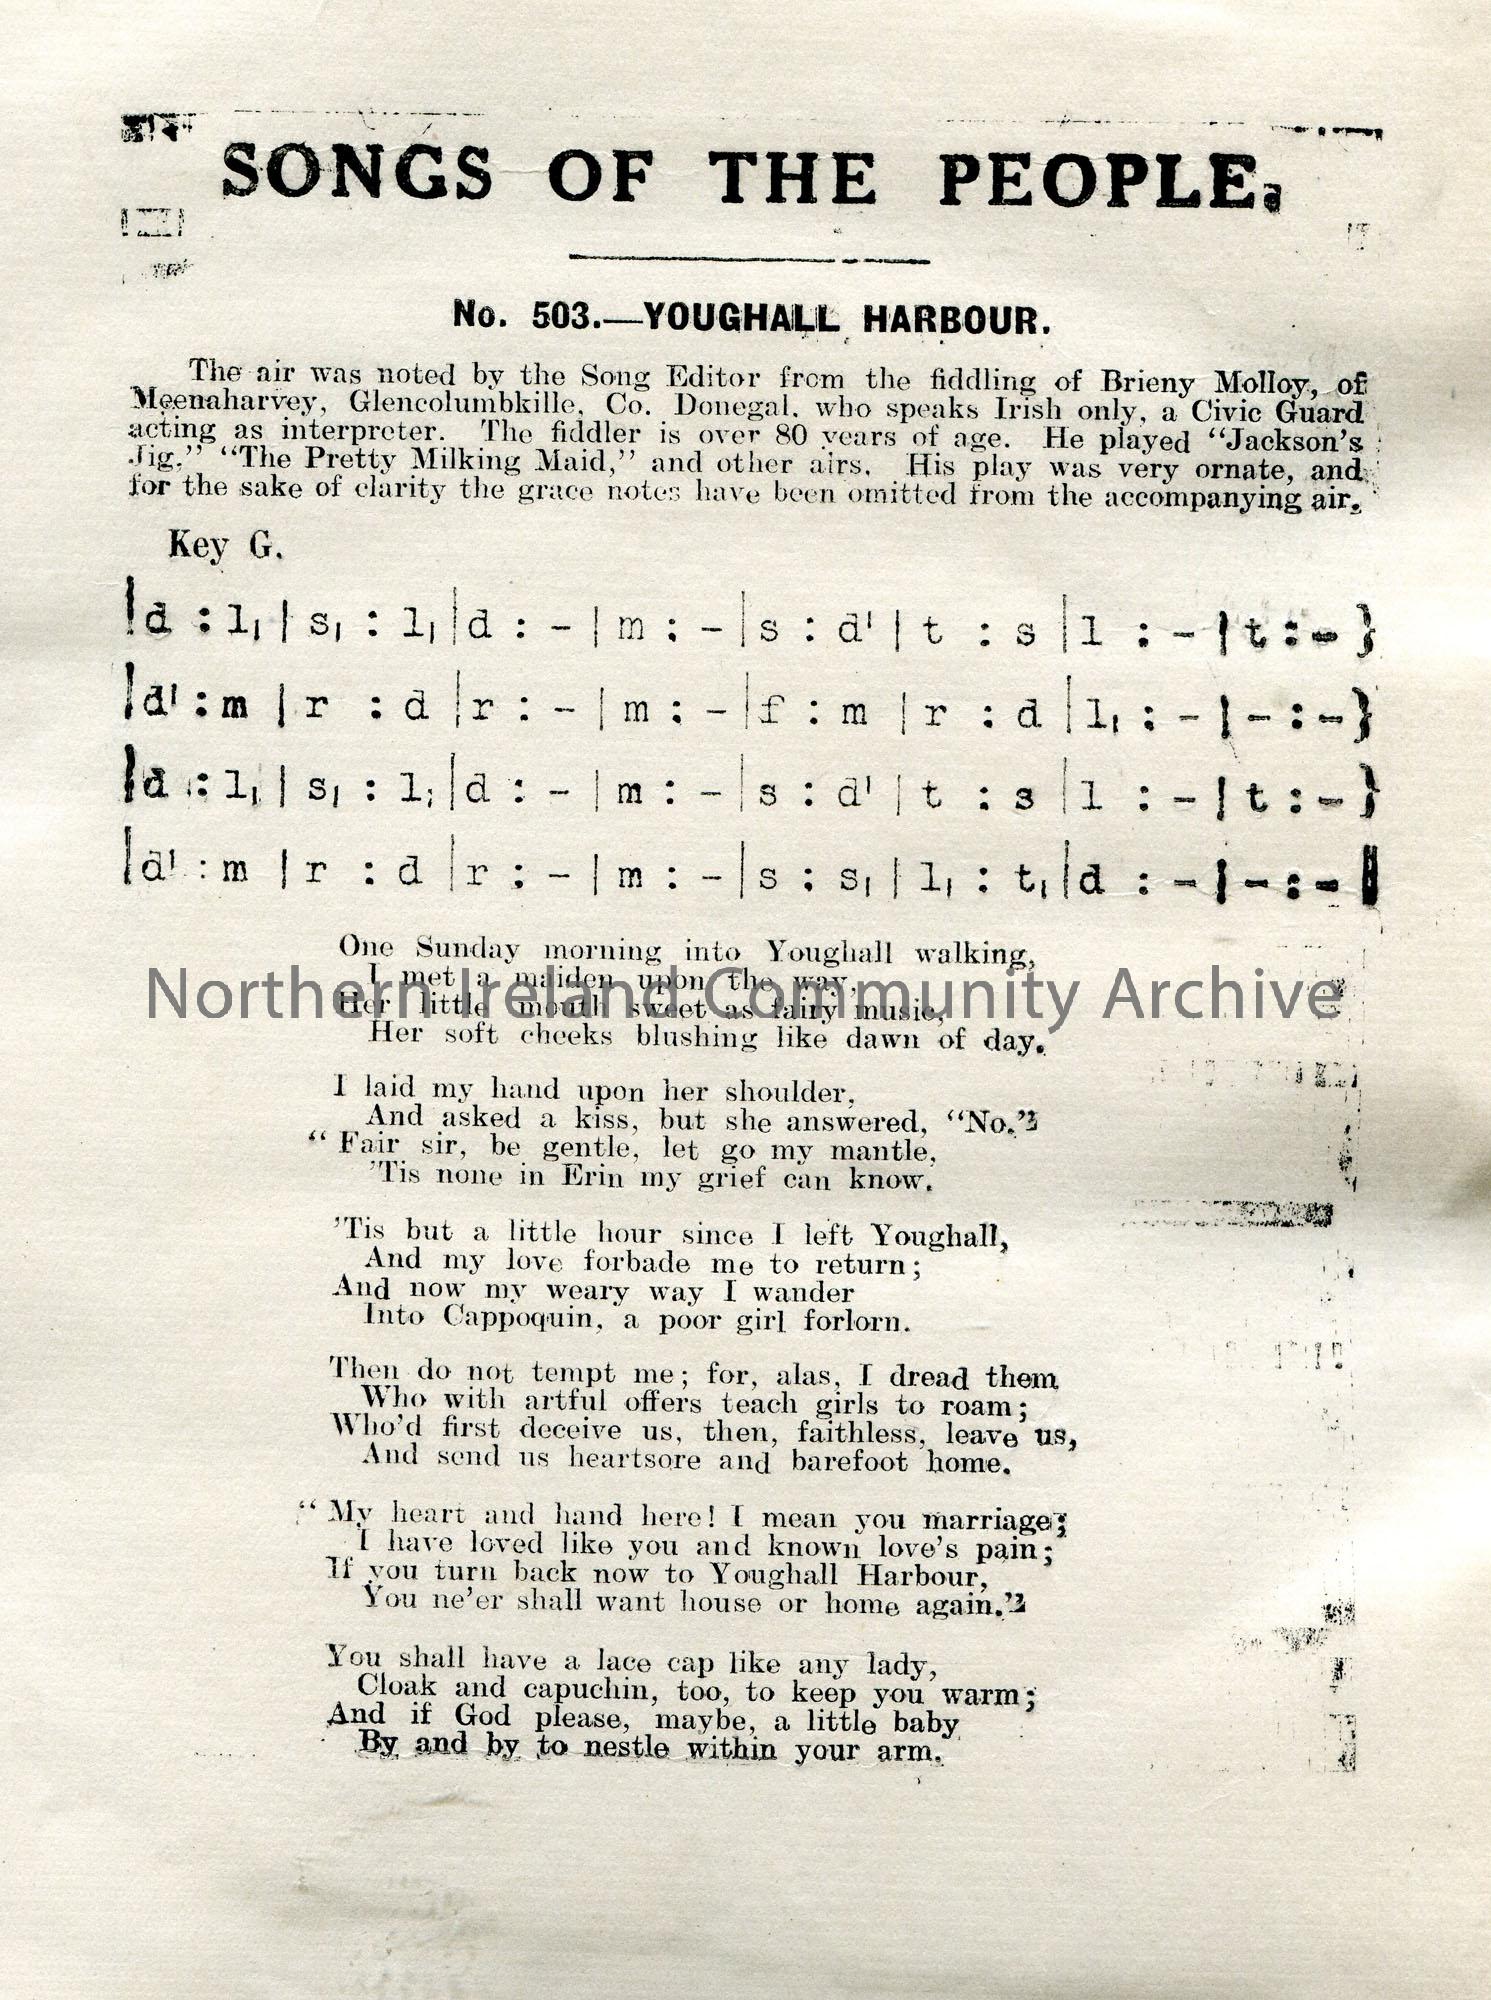 SONGS OF THE PEOPLE.
No. 503.—YOUGHALL HARBOUR.
The air was noted by the Song Editor from the fiddling of Brieny Molloy, of
Meenaharvey, Glencolumbkille, Co. Donegal, who speaks Irish only, a Civic Guard
acting as interpreter. The fiddler is over 80 years of age. He played "Jackson's
Jig," "The Pretty Milking Maid," and other airs. His play was very ornate, and
for the sake of clarity the grace notes have been omitted from the accompanying air.
Key G.
|d : l₁ | s₁ : l₁ |d : – | m : – |s : d' | t : s |l : – | t : – }
|d' : m | r : d |r : – | m : – |f : m | r : d |l₁ : – | – : – }
|d : l₁ | s₁ : l₁ |d : – | m : – |s : d' | t : s |l : – | t : – }
|d' : m | r : d |r : – | m : – |s : s₁ | l₁ : t₁ |d : – | – : – ||
One Sunday morning into Youghall walking,
I met a maiden upon the way,
Northern Ireland Community Archive
Her little mouth sweet as fairy music,
Her soft cheeks blushing like dawn of day.
I laid my hand upon her shoulder,
And asked a kiss, but she answered, "No."
"Fair sir, be gentle, let go my mantle,
'Tis none in Erin my grief can know.
'Tis but a little hour since I left Youghall,
And my love forbade me to return;
And now my weary way I wander
Into Cappoquin, a poor girl forlorn.
Then do not tempt me; for, alas, I dread them
Who with artful offers teach girls to roam;
Who'd first deceive us, then, faithless, leave us,
And send us heartsore and barefoot home.
"My heart and hand here! I mean you marriage;
I have loved like you and known love's pain;
If you turn back now to Youghall Harbour,
You ne'er shall want house or home again."
You shall have a lace cap like any lady,
Cloak and capuchin, too, to keep you warm;
And if God please, maybe, a little baby
By and by to nestle within your arm.